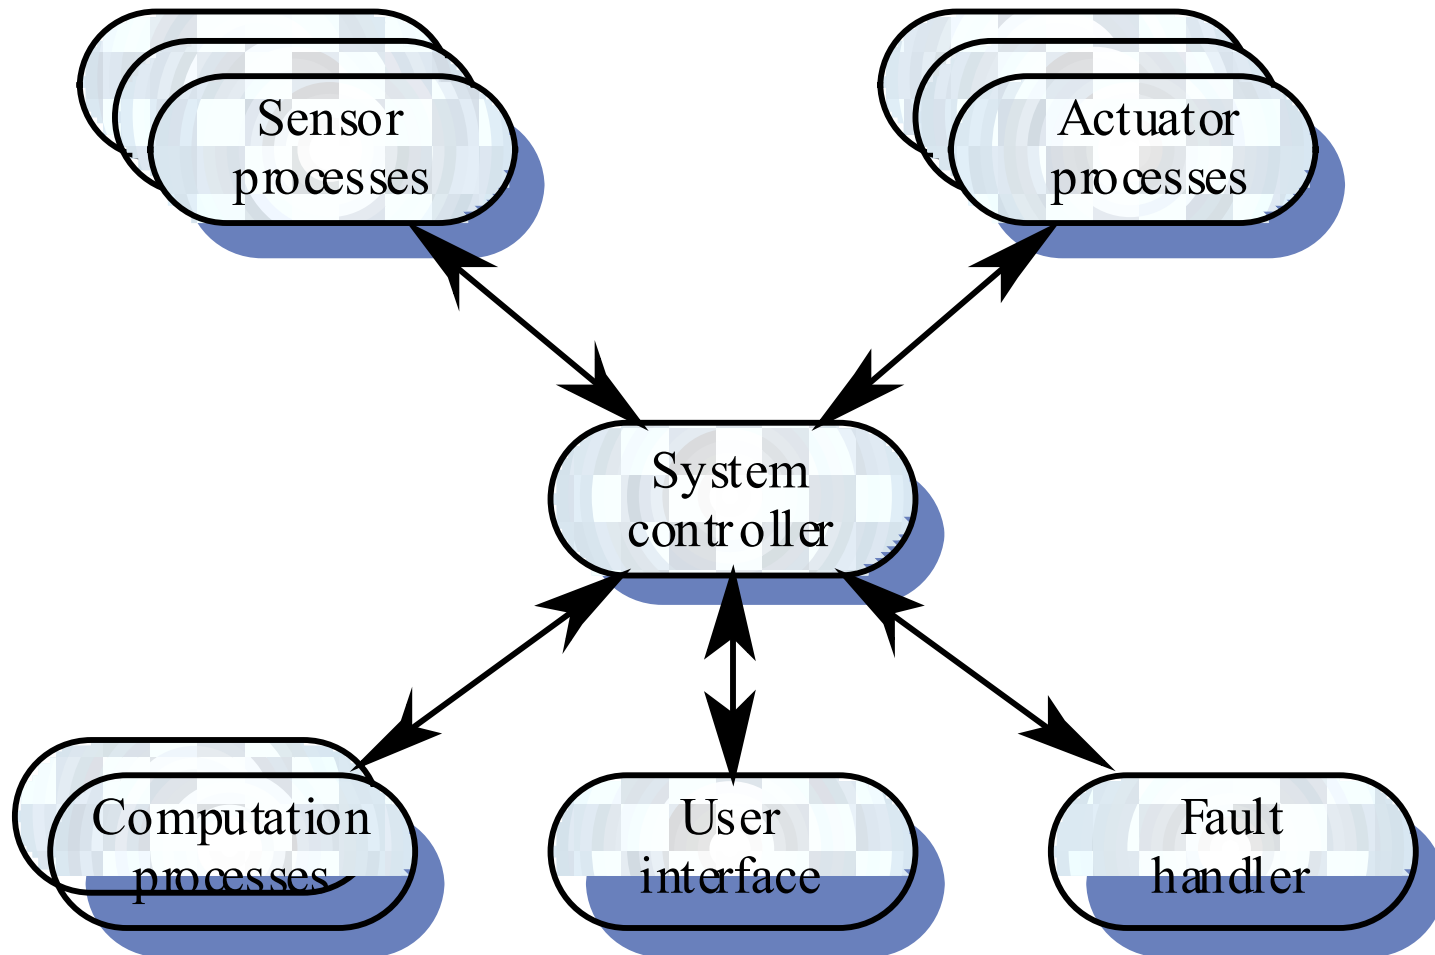 Sensor
processes
Actuator
processes
System
controller
Computation
processes
User
interface
Fault
handler